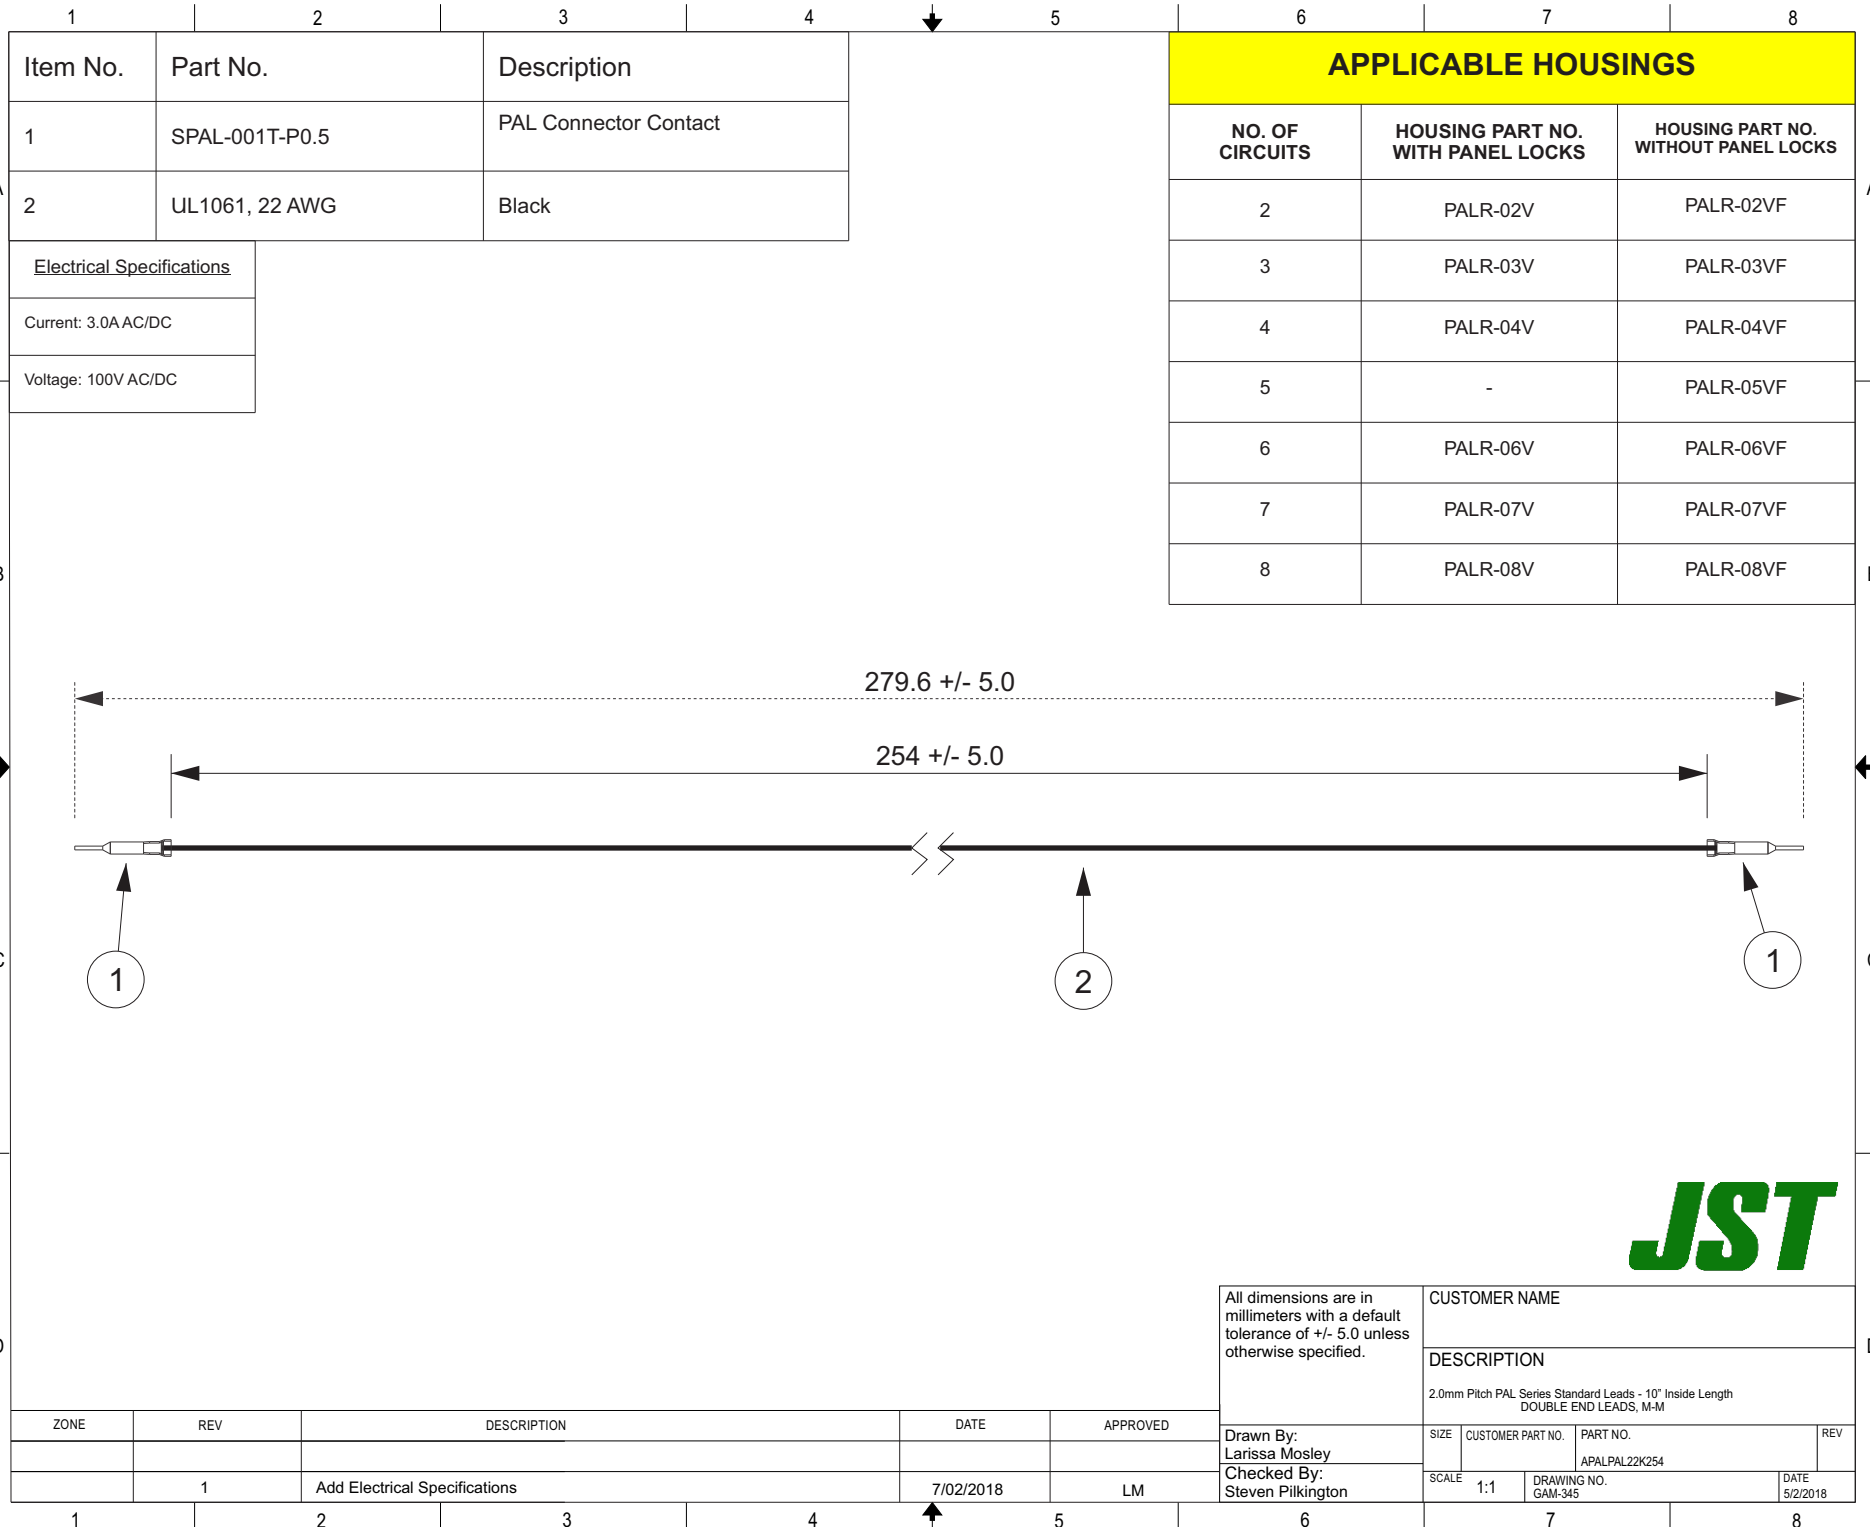 1 2 3 4 5 6 7 8
Item No. Part No. Description
1 SPAL-001T-P0.5 PAL Connector Contact
2 UL1061, 22 AWG Black
Electrical Specifications
Current: 3.0A AC/DC
Voltage: 100V AC/DC
APPLICABLE HOUSINGS
NO. OF CIRCUITS HOUSING PART NO. WITH PANEL LOCKS HOUSING PART NO. WITHOUT PANEL LOCKS
2 PALR-02V PALR-02VF
3 PALR-03V PALR-03VF
4 PALR-04V PALR-04VF
5 - PALR-05VF
6 PALR-06V PALR-06VF
7 PALR-07V PALR-07VF
8 PALR-08V PALR-08VF
279.6 +/- 5.0
254 +/- 5.0
1 2 1
JST
All dimensions are in
millimeters with a default
tolerance of +/- 5.0 unless
otherwise specified.
CUSTOMER NAME
DESCRIPTION
2.0mm Pitch PAL Series Standard Leads - 10" Inside Length
DOUBLE END LEADS, M-M
Drawn By:
Larissa Mosley
Checked By:
Steven Pilkington
SIZE CUSTOMER PART NO. PART NO. REV
APALPAL22K254
SCALE 1:1 DRAWING NO. DATE
GAM-345 5/2/2018
ZONE REV DESCRIPTION DATE APPROVED
1 Add Electrical Specifications 7/02/2018 LM
1 2 3 4 5 6 7 8